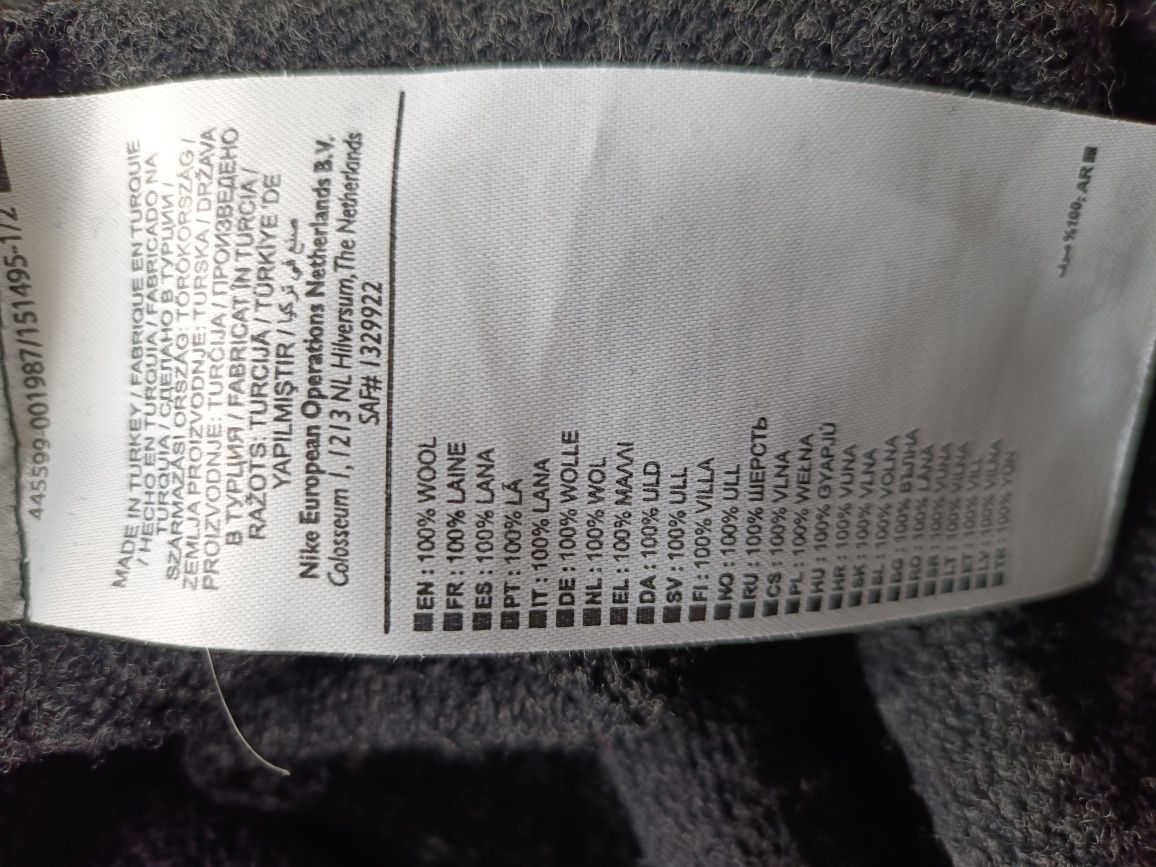 445599-001987/151495-1/2
MADE IN TURKEY / FABRIQUE EN TURQUIE
/ HECHO EN TURQUIA / FABRICADO NA
TURQUIA / СДЕЛАНО В ТУРЦИИ /
SZÁRMAZÁSI ORSZÁG: TÖRÖKORSZÁG /
ZEMLJA PROIZVODNJE: TURSKA / DRŽAVA
PROIZVODNJE: TURČIJA / ПРОИЗВЕДЕНО
В ТУРЦИЯ / FABRICAT ÎN TURCIA /
RAŽOTS: TURCIJĀ / TÜRKİYE 'DE
YAPILMIŞTIR / صنع في تركيا
Nike European Operations Netherlands B.V.
Colosseum 1, 1213 NL Hilversum,The Netherlands
SAF# 1329922
EN : 100% WOOL
FR : 100% LAINE
ES : 100% LANA
PT : 100% LÃ
IT : 100% LANA
DE : 100% WOLLE
NL : 100% WOL
EL : 100% ΜΑΛΛΙ
DA : 100% ULD
SV : 100% ULL
FI : 100% VILLA
NO : 100% ULL
RU : 100% ШЕРСТЬ
CS : 100% VLNA
PL : 100% WEŁNA
HU : 100% GYAPJÚ
HR : 100% VUNA
SK : 100% VLNA
SL : 100% VOLNA
BG : 100% ВЪЛНА
RO : 100% LÂNĂ
SR : 100% VUNA
LT : 100% VILNA
ET : 100% VILL
LV : 100% VILNA
TR : 100% YÜN
AR :100% صوف